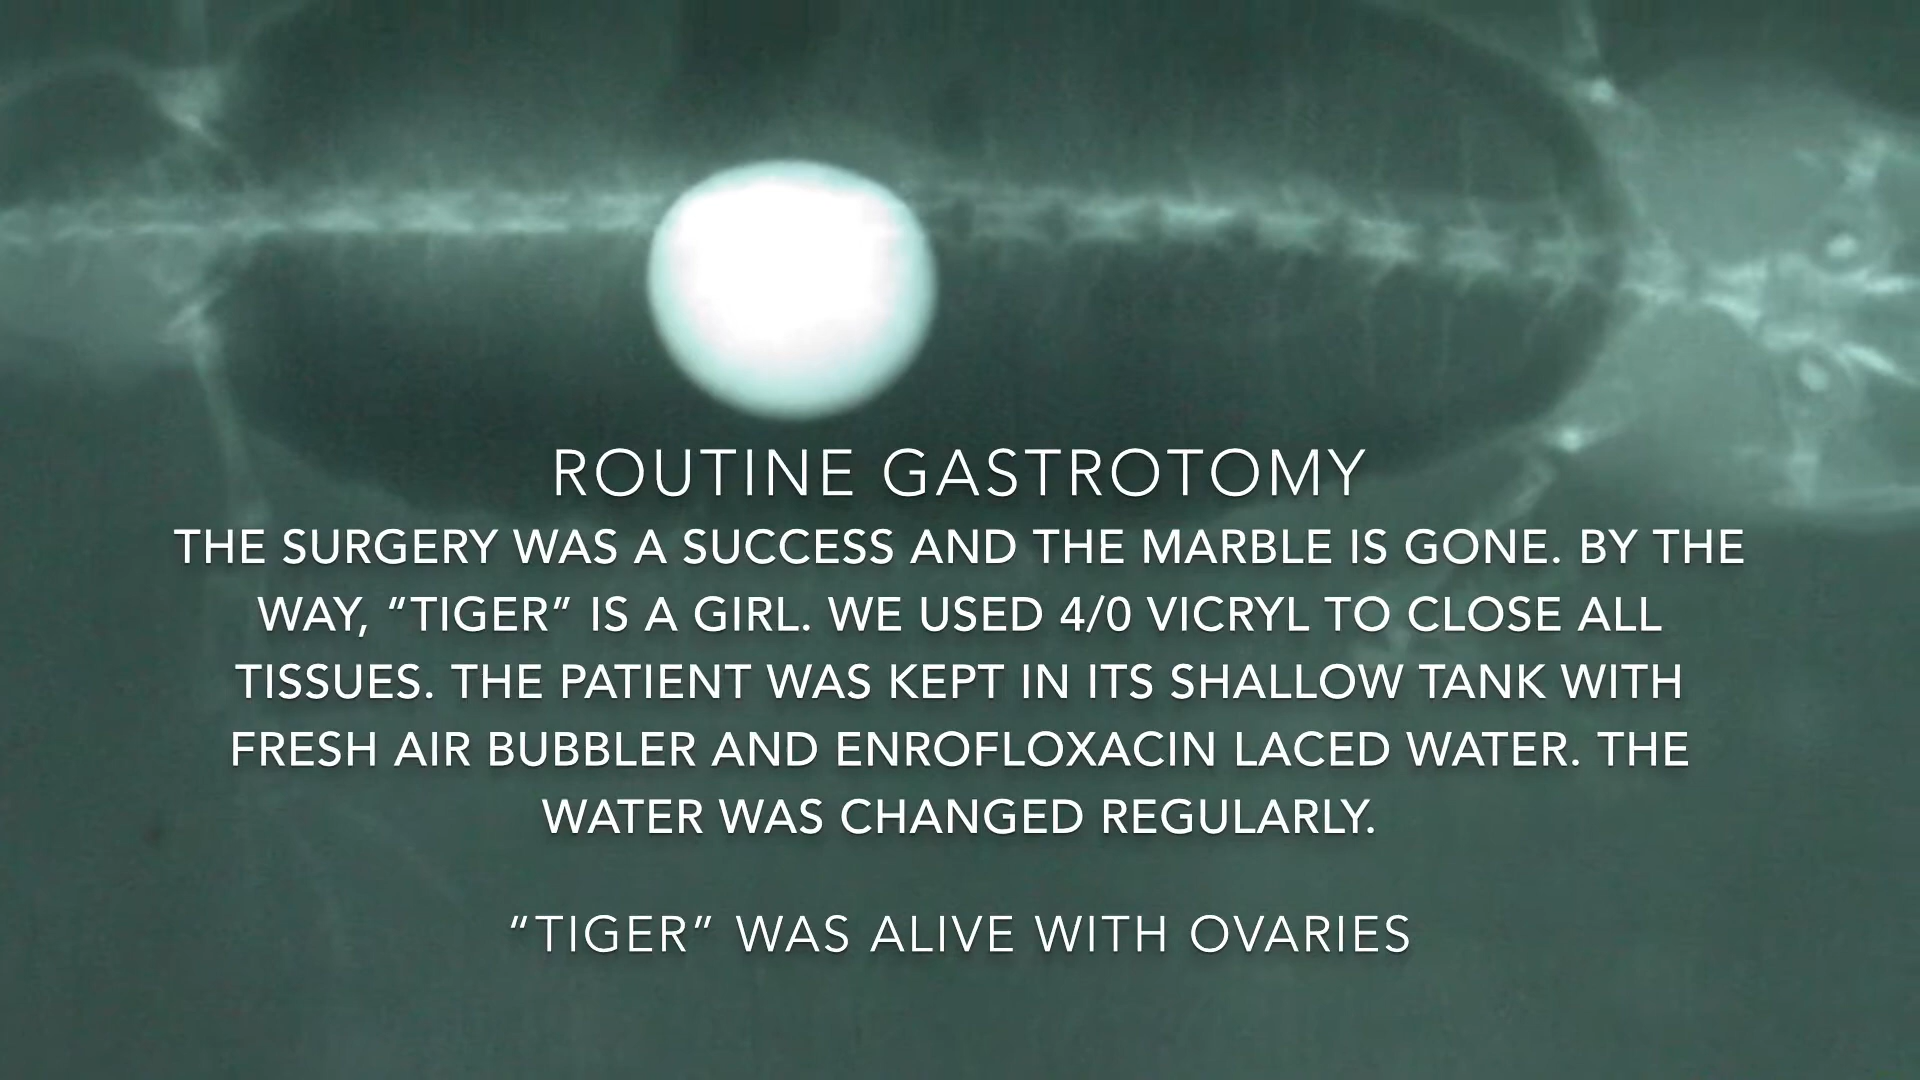 ROUTINE GASTROTOMY
THE SURGERY WAS A SUCCESS AND THE MARBLE IS GONE. BY THE
WAY, “TIGER” IS A GIRL. WE USED 4/0 VICRYL TO CLOSE ALL
TISSUES. THE PATIENT WAS KEPT IN ITS SHALLOW TANK WITH
FRESH AIR BUBBLER AND ENROFLOXACIN LACED WATER. THE
WATER WAS CHANGED REGULARLY.
“TIGER” WAS ALIVE WITH OVARIES